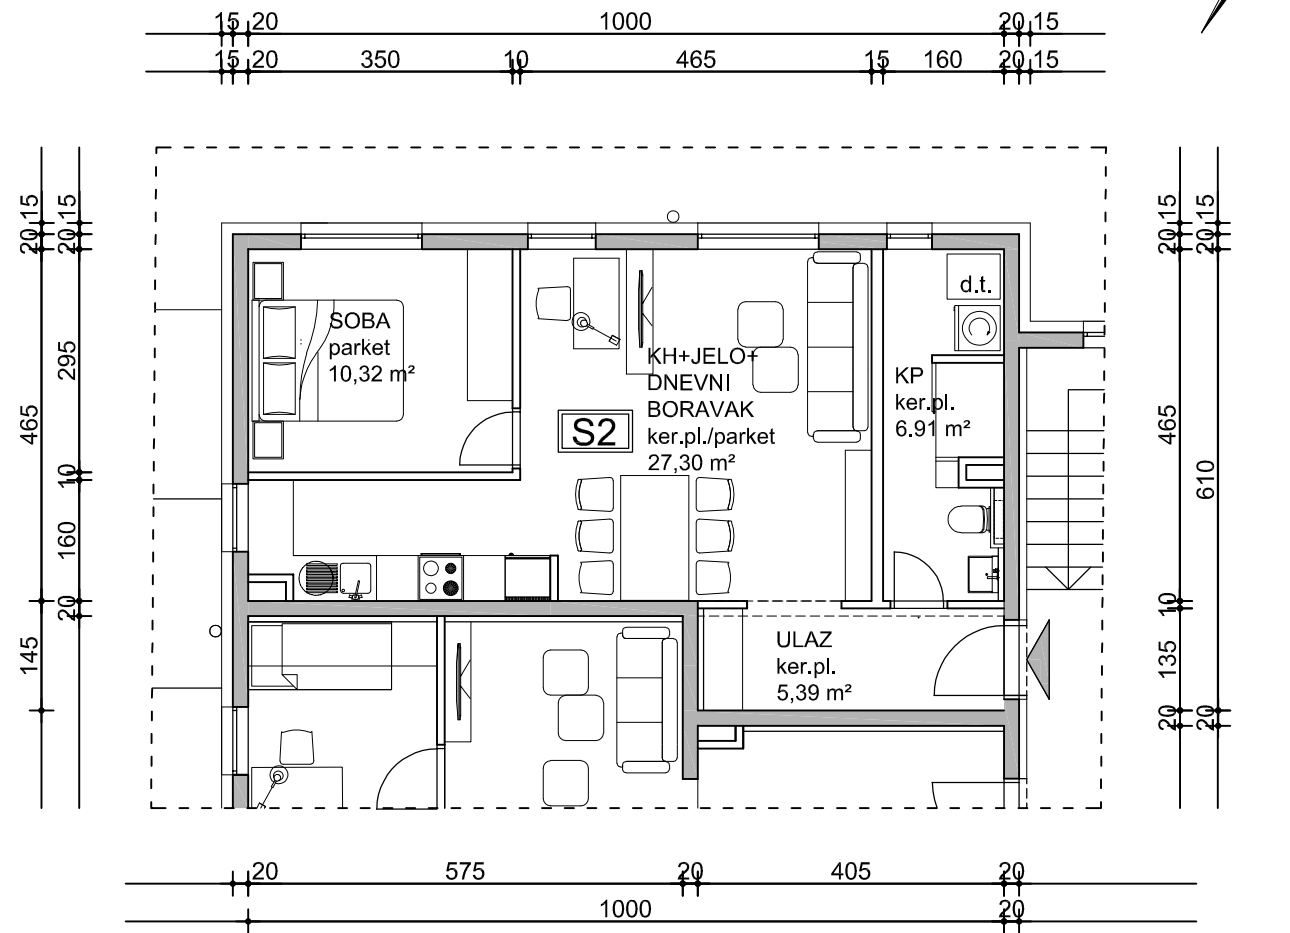 15 20 1000 20 15
15 20 350 10 465 15 160 20 15
15 15
20 20
295
465
10
160
20
145
15 15
20 20
465
610
10
135
20 20
SOBA
parket
10,32 m²
KH+JELO+
DNEVNI
BORAVAK
ker.pl./parket
27,30 m²
S2
d.t.
KP
ker.pl.
6.91 m²
ULAZ
ker.pl.
5,39 m²
20 575 20 405 20
1000 20